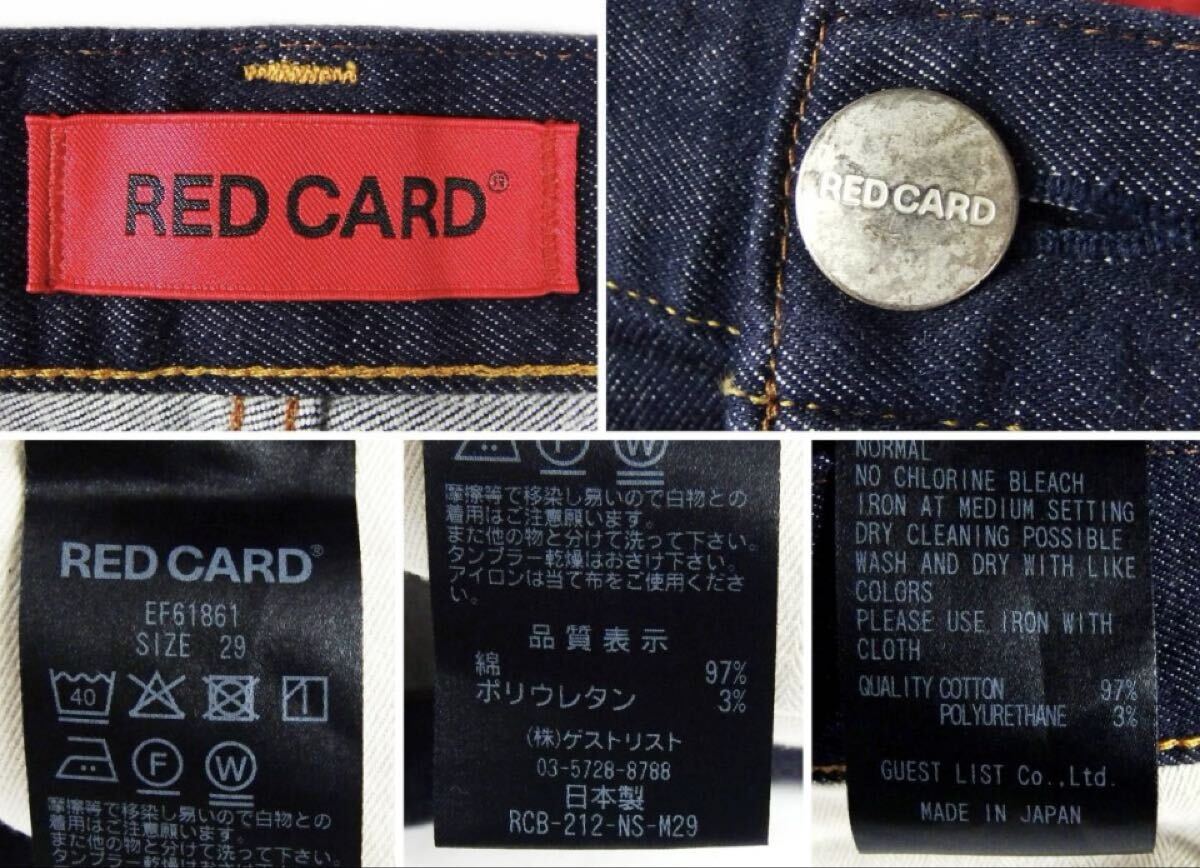 RED CARD®
RED CARD
RED CARD®
EF61861
SIZE 29
40
F
W
摩擦等で移染し易いので白物との
着用はご注意願います。
また他の物と分けて洗って下さい。
タンブラー乾燥はおさけ下さい。
F
W
摩擦等で移染し易いので白物との
着用はご注意願います。
また他の物と分けて洗って下さい。
タンブラー乾燥はおさけ下さい。
アイロンは当て布をご使用くださ
い。
品質表示
綿 97%
ポリウレタン 3%
(株)ゲストリスト
03-5728-8788
日本製
RCB-212-NS-M29
NORMAL
NO CHLORINE BLEACH
IRON AT MEDIUM SETTING
DRY CLEANING POSSIBLE
WASH AND DRY WITH LIKE
COLORS
PLEASE USE IRON WITH
CLOTH
QUALITY COTTON 97%
POLYURETHANE 3%
GUEST LIST Co.,Ltd.
MADE IN JAPAN